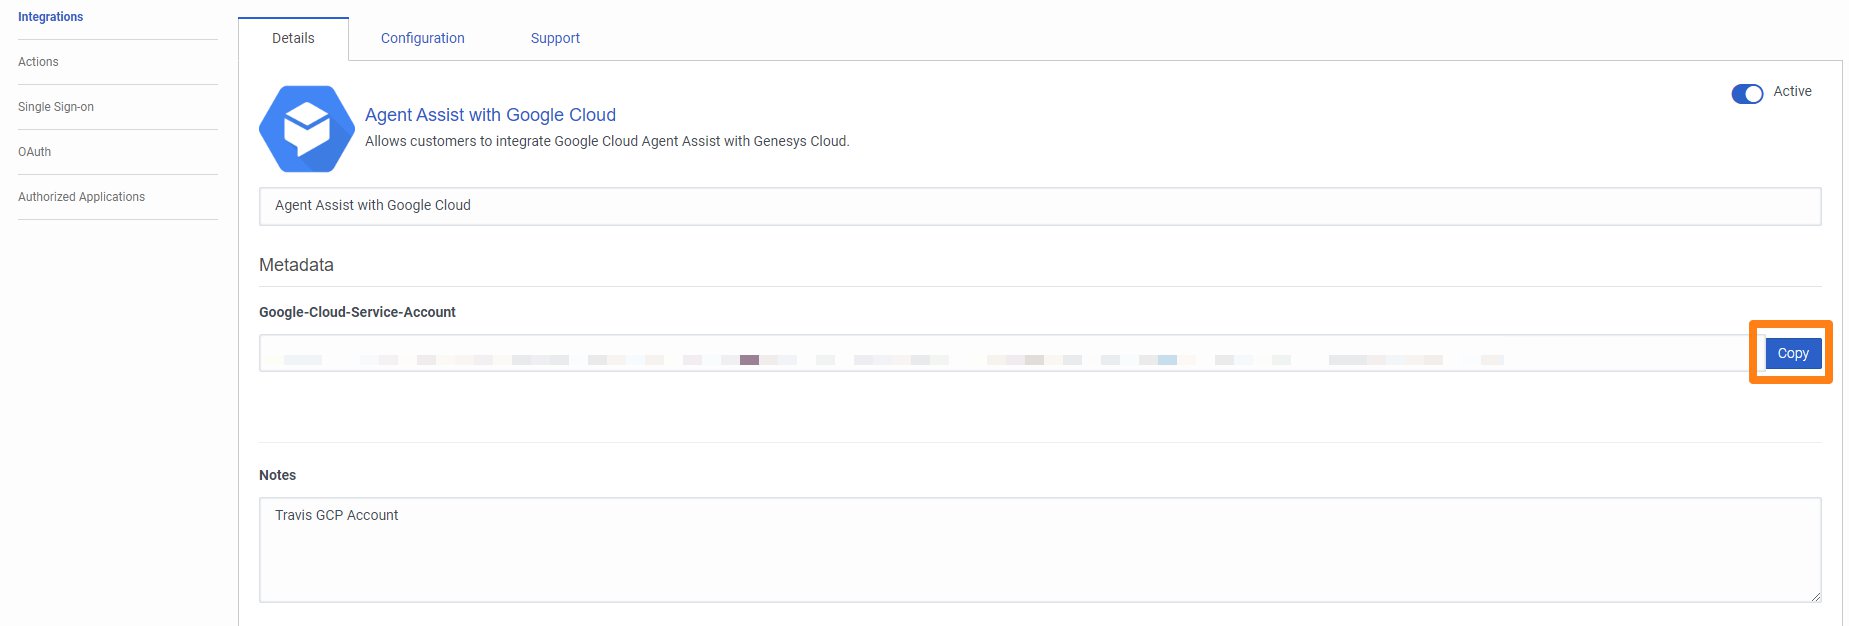 Integrations
Actions
Single Sign-on
OAuth
Authorized Applications
Details
Configuration
Support
Agent Assist with Google Cloud
Allows customers to integrate Google Cloud Agent Assist with Genesys Cloud.
Active
Agent Assist with Google Cloud
Metadata
Google-Cloud-Service-Account
Copy
Notes
Travis GCP Account